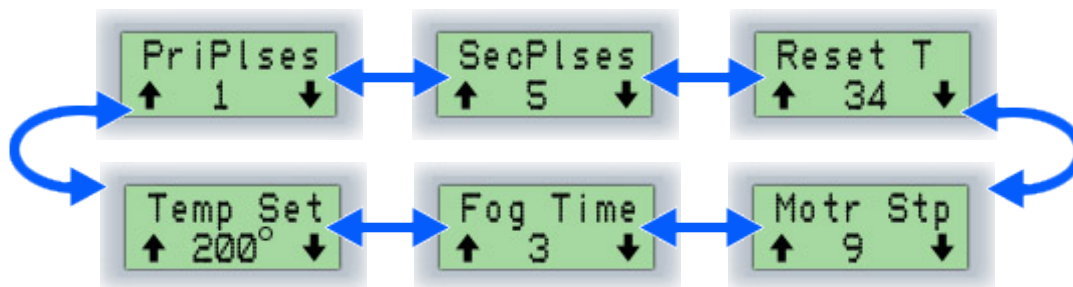 PriPlses
↑ 1 ↓
SecPlses
↑ 5 ↓
Reset T
↑ 34 ↓
Temp Set
↑ 200° ↓
Fog Time
↑ 3 ↓
Motr Stp
↑ 9 ↓